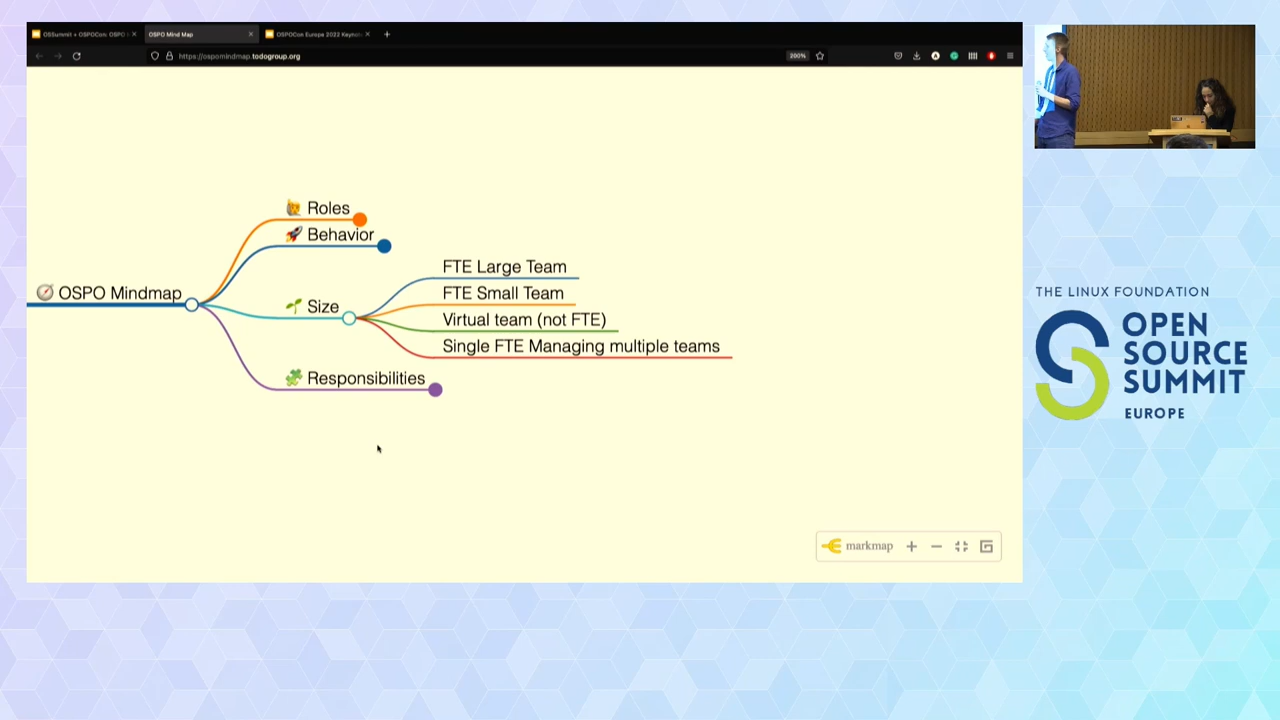 OSSummit + OSPOCon: OSPO
OSPO Mind Map
OSPOCon Europe 2022 Keynote
https://ospomindmap.todogroup.org
200%
Roles
Behavior
FTE Large Team
OSPO Mindmap
FTE Small Team
Size
Virtual team (not FTE)
Single FTE Managing multiple teams
Responsibilities
markmap
THE LINUX FOUNDATION
OPEN
SOURCE
SUMMIT
EUROPE